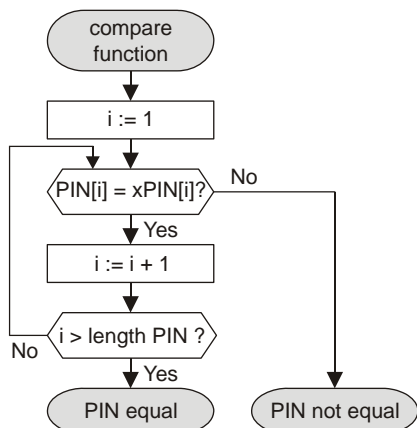 compare
function
i := 1
PIN[i] = xPIN[i]?
No
Yes
i := i + 1
i > length PIN ?
No
Yes
PIN equal
PIN not equal